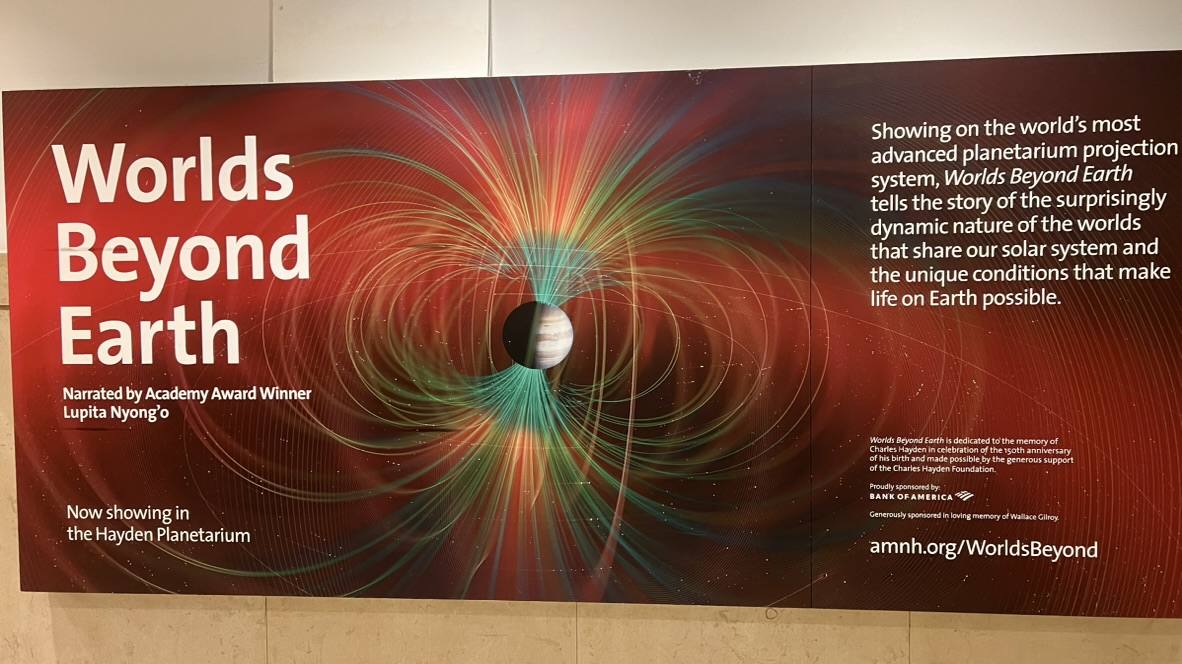 Worlds
Beyond
Earth
Narrated by Academy Award Winner
Lupita Nyong’o
Now showing in
the Hayden Planetarium
Showing on the world’s most
advanced planetarium projection
system, Worlds Beyond Earth
tells the story of the surprisingly
dynamic nature of the worlds
that share our solar system and
the unique conditions that make
life on Earth possible.
Worlds Beyond Earth is dedicated to the memory of
Charles Hayden in celebration of the 150th anniversary
of his birth and made possible by the generous support
of the Charles Hayden Foundation.
Proudly sponsored by:
BANK OF AMERICA
Generously sponsored in loving memory of Wallace Gilroy.
amnh.org/WorldsBeyond